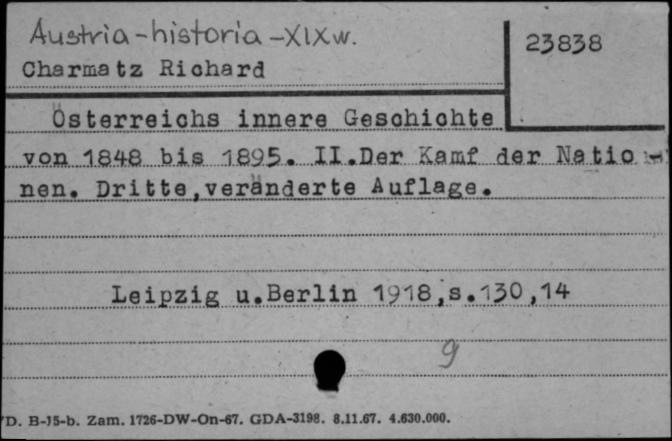 Austria-historia-XIXw.
23838
Charmatz Richard
Österreichs innere Geschichte
von 1848 bis 1895. II.Der Kamf der Natio-
nen. Dritte,veränderte Auflage.
Leipzig u.Berlin 1918,s.130,14
9
D. B-15-b. Zam. 1726-DW-On-67. GDA-3198. 8.11.67. 4.630.000.